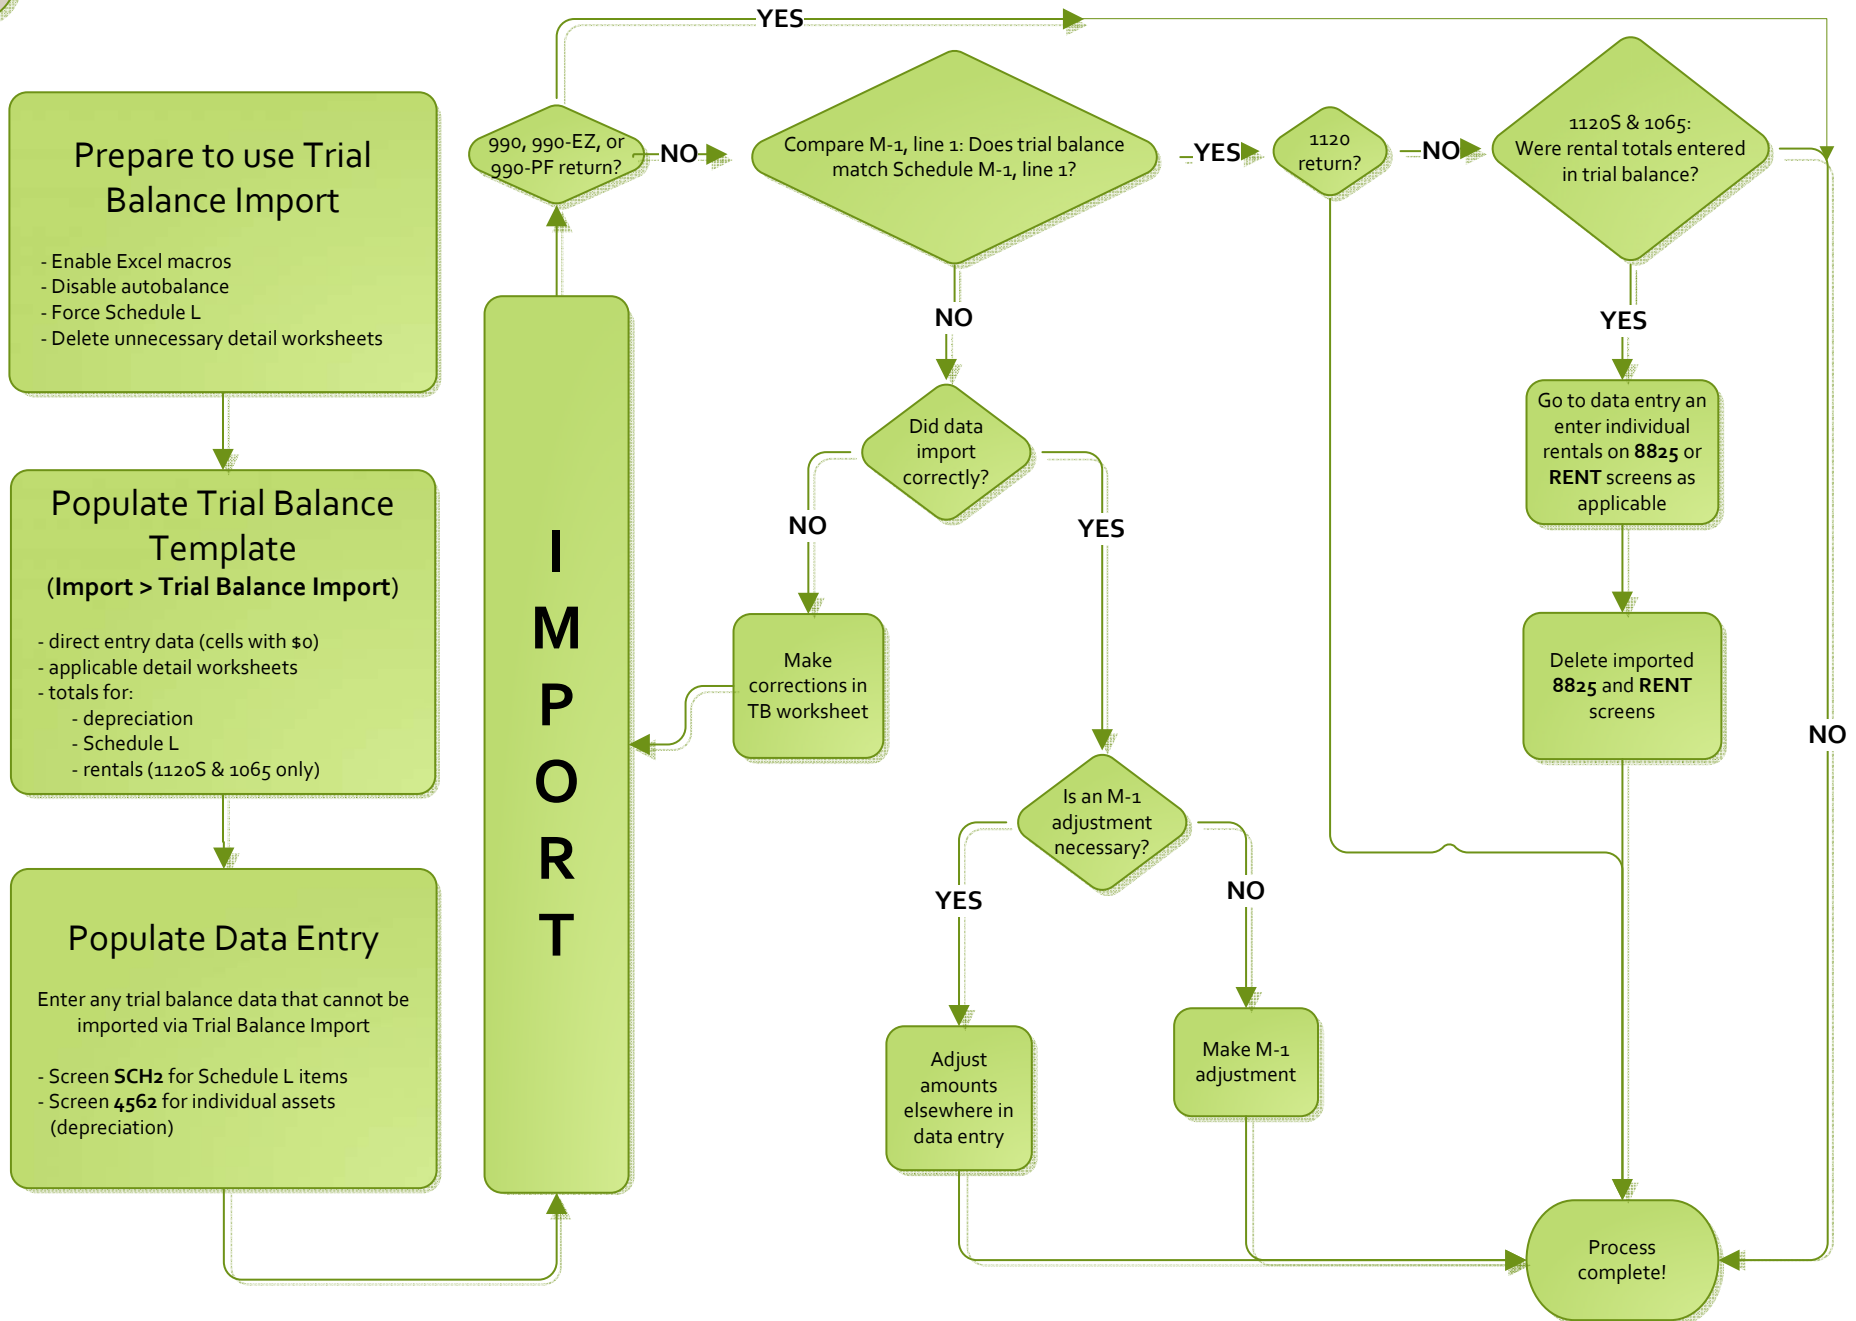 Prepare to use Trial
Balance Import
- Enable Excel macros
- Disable autobalance
- Force Schedule L
- Delete unnecessary detail worksheets
Populate Trial Balance
Template
(Import > Trial Balance Import)
- direct entry data (cells with $0)
- applicable detail worksheets
- totals for:
- depreciation
- Schedule L
- rentals (1120S & 1065 only)
Populate Data Entry
Enter any trial balance data that cannot be
imported via Trial Balance Import
- Screen SCH2 for Schedule L items
- Screen 4562 for individual assets
(depreciation)
I
M
P
O
R
T
990, 990-EZ, or
990-PF return?
YES
NO
Compare M-1, line 1: Does trial balance
match Schedule M-1, line 1?
YES
NO
Did data
import
correctly?
NO
YES
Make
corrections in
TB worksheet
Is an M-1
adjustment
necessary?
YES
NO
Adjust
amounts
elsewhere in
data entry
Make M-1
adjustment
1120
return?
NO
1120S & 1065:
Were rental totals entered
in trial balance?
YES
NO
Go to data entry an
enter individual
rentals on 8825 or
RENT screens as
applicable
Delete imported
8825 and RENT
screens
Process
complete!